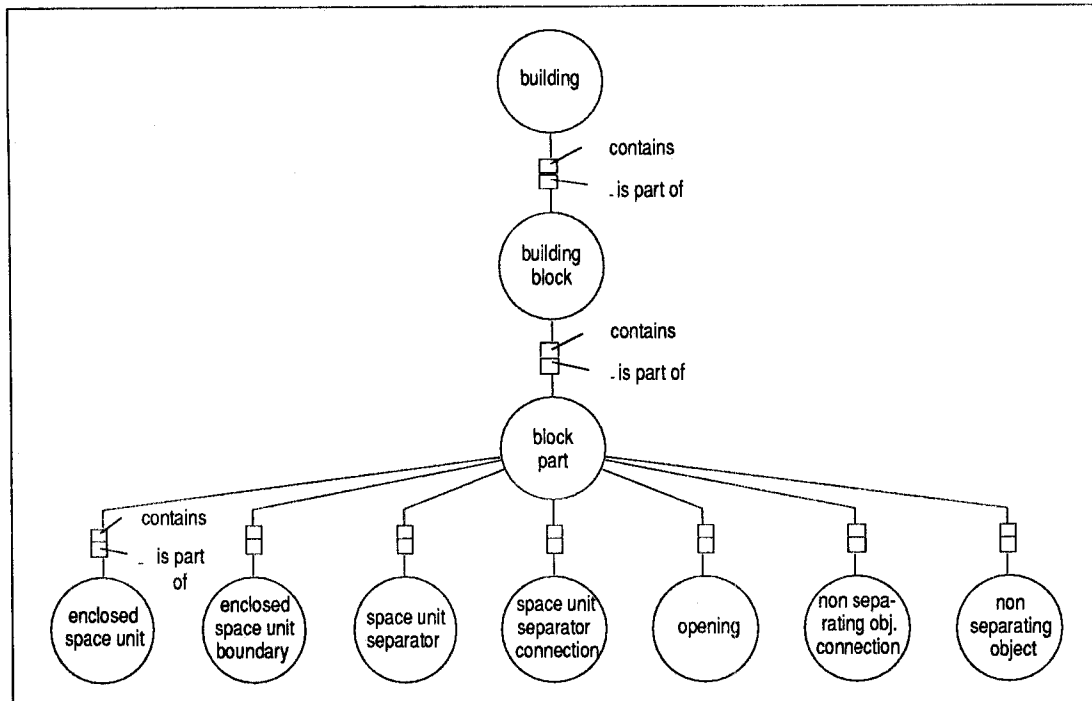 building
contains
is part of
building
block
contains
is part of
block
part
contains
is part
of
enclosed
space unit
enclosed
space unit
boundary
space unit
separator
space unit
separator
connection
opening
non sepa-
rating obj.
connection
non
separating
object